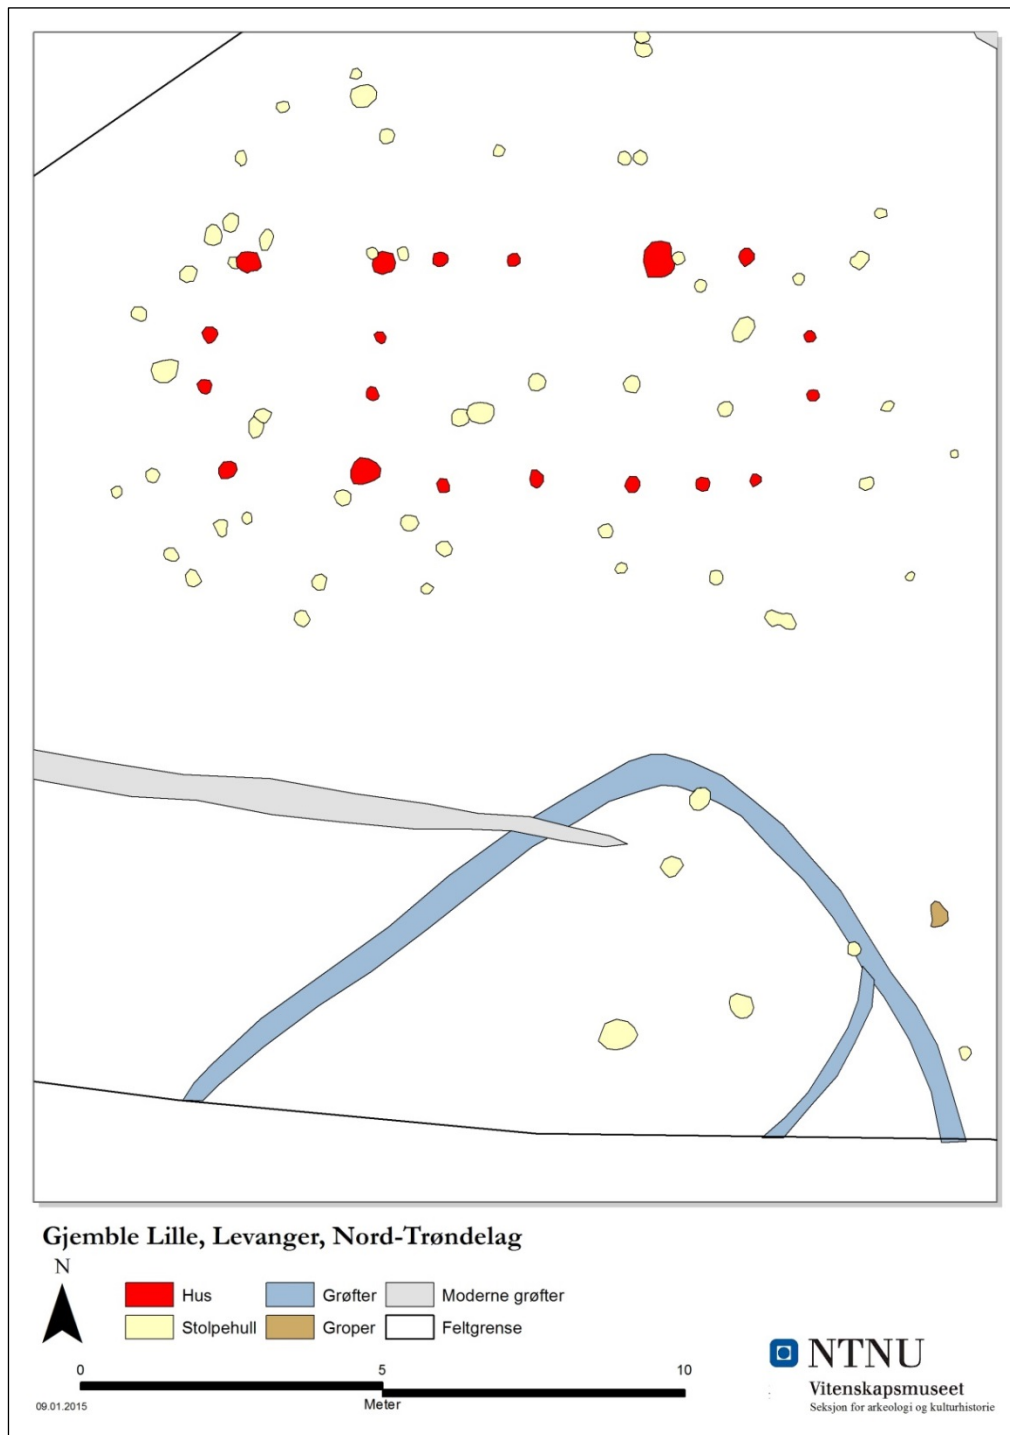 Gjemble Lille, Levanger, Nord-Trøndelag
N
Hus
Grøfter
Moderne grøfter
Stolpehull
Groper
Feltgrense
0 5 10
Meter
09.01.2015
NTNU
Vitenskapsmuseet
Seksjon for arkeologi og kulturhistorie